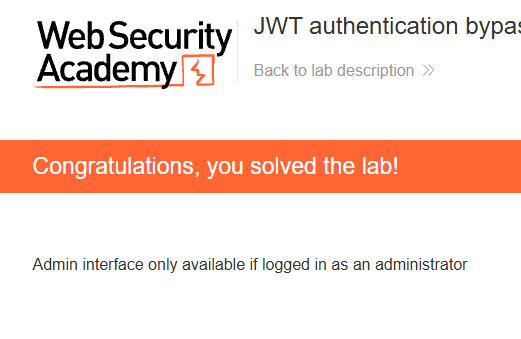 Web Security
Academy
JWT authentication bypas
Back to lab description
Congratulations, you solved the lab!
Admin interface only available if logged in as an administrator